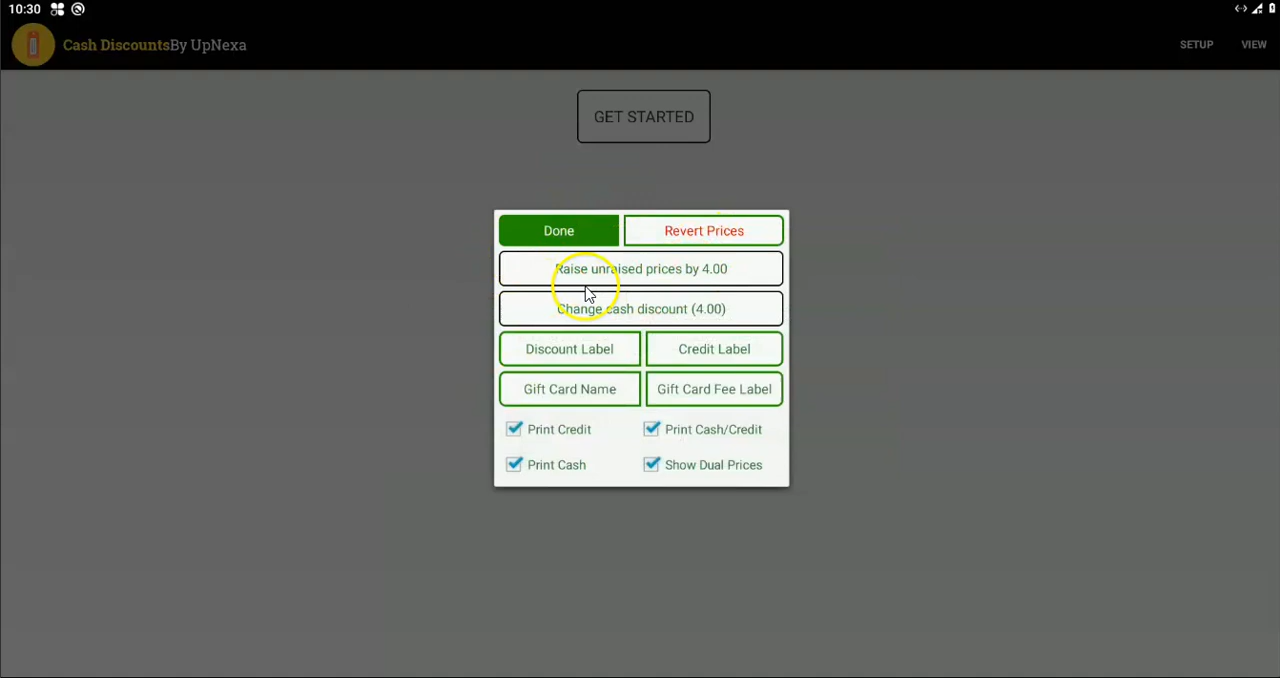 10:30
Cash DiscountsBy UpNexa
SETUP VIEW
GET STARTED
Done Revert Prices
Raise unraised prices by 4.00
Change cash discount (4.00)
Discount Label Credit Label
Gift Card Name Gift Card Fee Label
Print Credit Print Cash/Credit
Print Cash Show Dual Prices